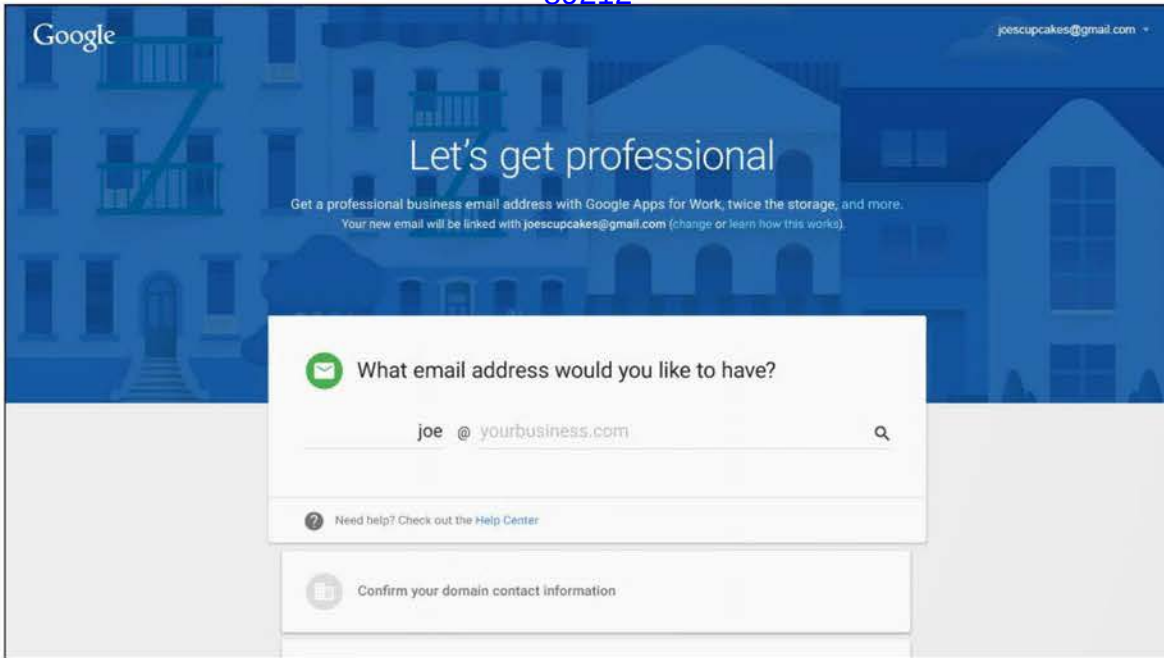 89212
Google
joescupcakes@gmail.com
Let's get professional
Get a professional business email address with Google Apps for Work, twice the storage, and more.
Your new email will be linked with joescupcakes@gmail.com (change or learn how this works).
What email address would you like to have?
joe @ yourbusiness.com
Need help? Check out the Help Center
Confirm your domain contact information